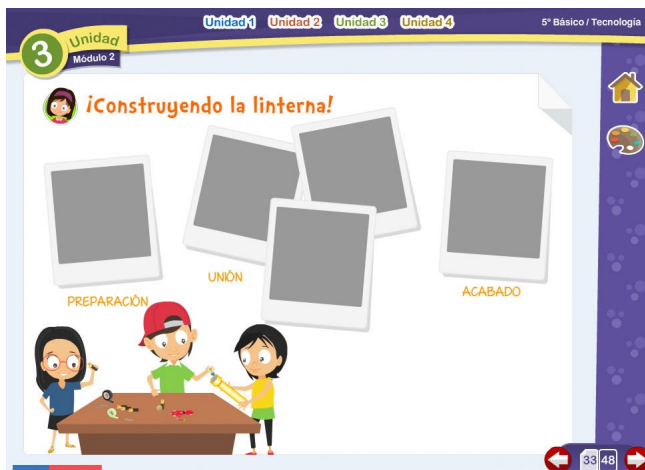 Unidad 1 Unidad 2 Unidad 3 Unidad 4
5º Básico / Tecnología
3 Unidad
Módulo 2
¡Construyendo la linterna!
PREPARACIÓN
UNIÓN
ACABADO
33 48